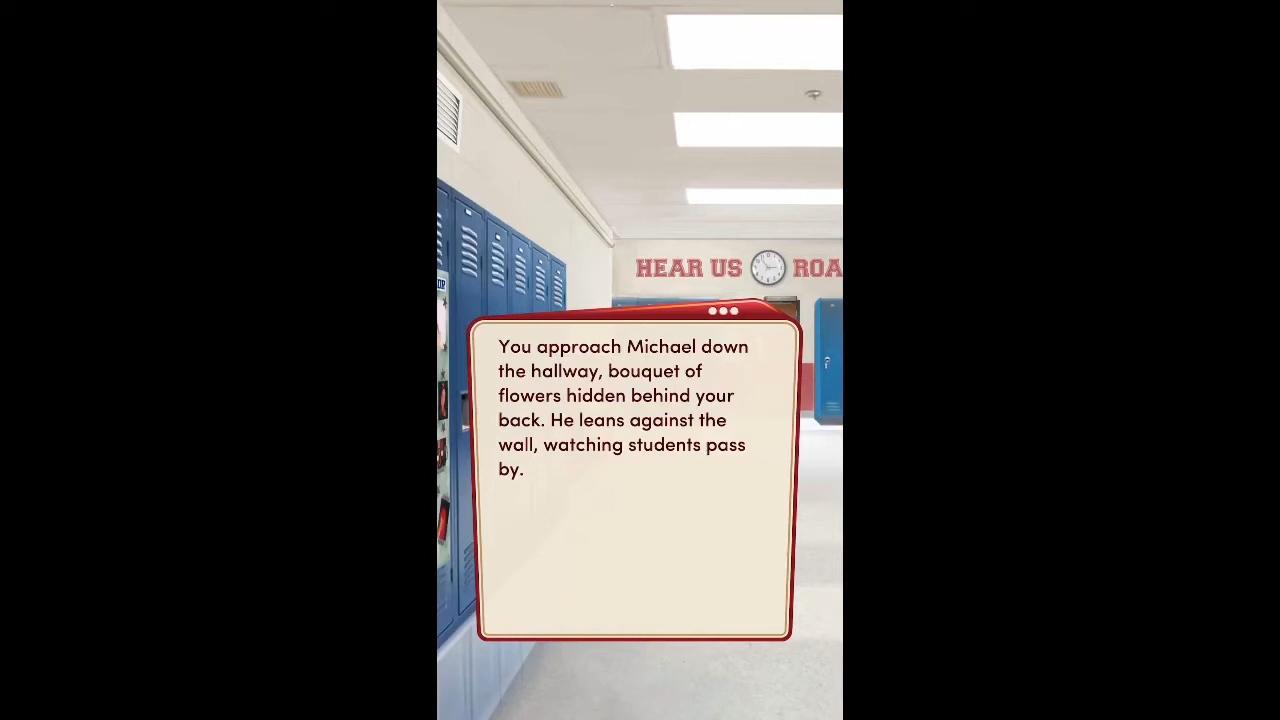 HEAR US ROA
You approach Michael down
the hallway, bouquet of
flowers hidden behind your
back. He leans against the
wall, watching students pass
by.